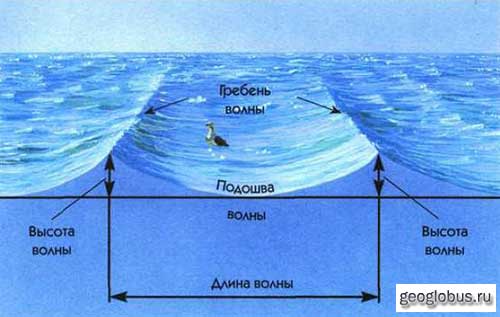 Гребень
волны
Подошва
волны
Высота
волны
Высота
волны
Длина волны
geoglobus.ru